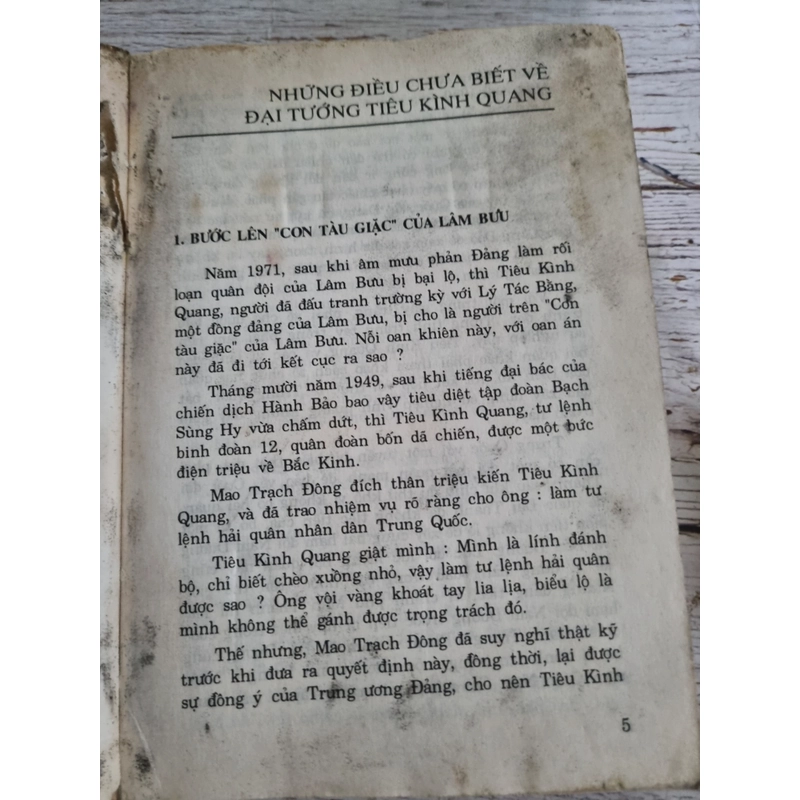 NHỮNG ĐIỀU CHƯA BIẾT VỀ
ĐẠI TƯỚNG TIÊU KÌNH QUANG
1. BƯỚC LÊN "CON TÀU GIẶC" CỦA LÂM BƯU
Năm 1971, sau khi âm mưu phản Đảng làm rối
loạn quân đội của Lâm Bưu bị bại lộ, thì Tiêu Kình
Quang, người đã đấu tranh trường kỳ với Lý Tác Bằng,
một đồng đảng của Lâm Bưu, bị cho là người trên "Con
tàu giặc" của Lâm Bưu. Nỗi oan khiên này, với oan án
này đã đi tới kết cục ra sao ?
Tháng mười năm 1949, sau khi tiếng đại bác của
chiến dịch Hành Bảo bao vây tiêu diệt tập đoàn Bạch
Sùng Hy vừa chấm dứt, thì Tiêu Kình Quang, tư lệnh
binh đoàn 12, quân đoàn bốn dã chiến, được một bức
điện triệu về Bắc Kinh.
Mao Trạch Đông đích thân triệu kiến Tiêu Kình
Quang, và đã trao nhiệm vụ rõ ràng cho ông : làm tư
lệnh hải quân nhân dân Trung Quốc.
Tiêu Kình Quang giật mình : Mình là lính đánh
bộ, chỉ biết chèo xuồng nhỏ, vậy làm tư lệnh hải quân
được sao ? Ông vội vàng khoát tay lia lịa, biểu lộ là
mình không thể gánh được trọng trách đó.
Thế nhưng, Mao Trạch Đông đã suy nghĩ thật kỹ
trước khi đưa ra quyết định này, đồng thời, lại được
sự đồng ý của Trung ương Đảng, cho nên Tiêu Kình
5